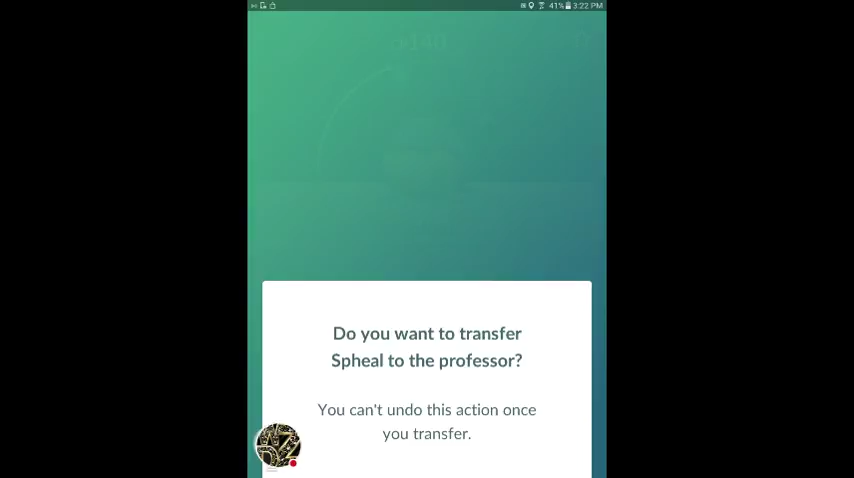 41% 3:22 PM
Do you want to transfer
Spheal to the professor?
You can't undo this action once
you transfer.